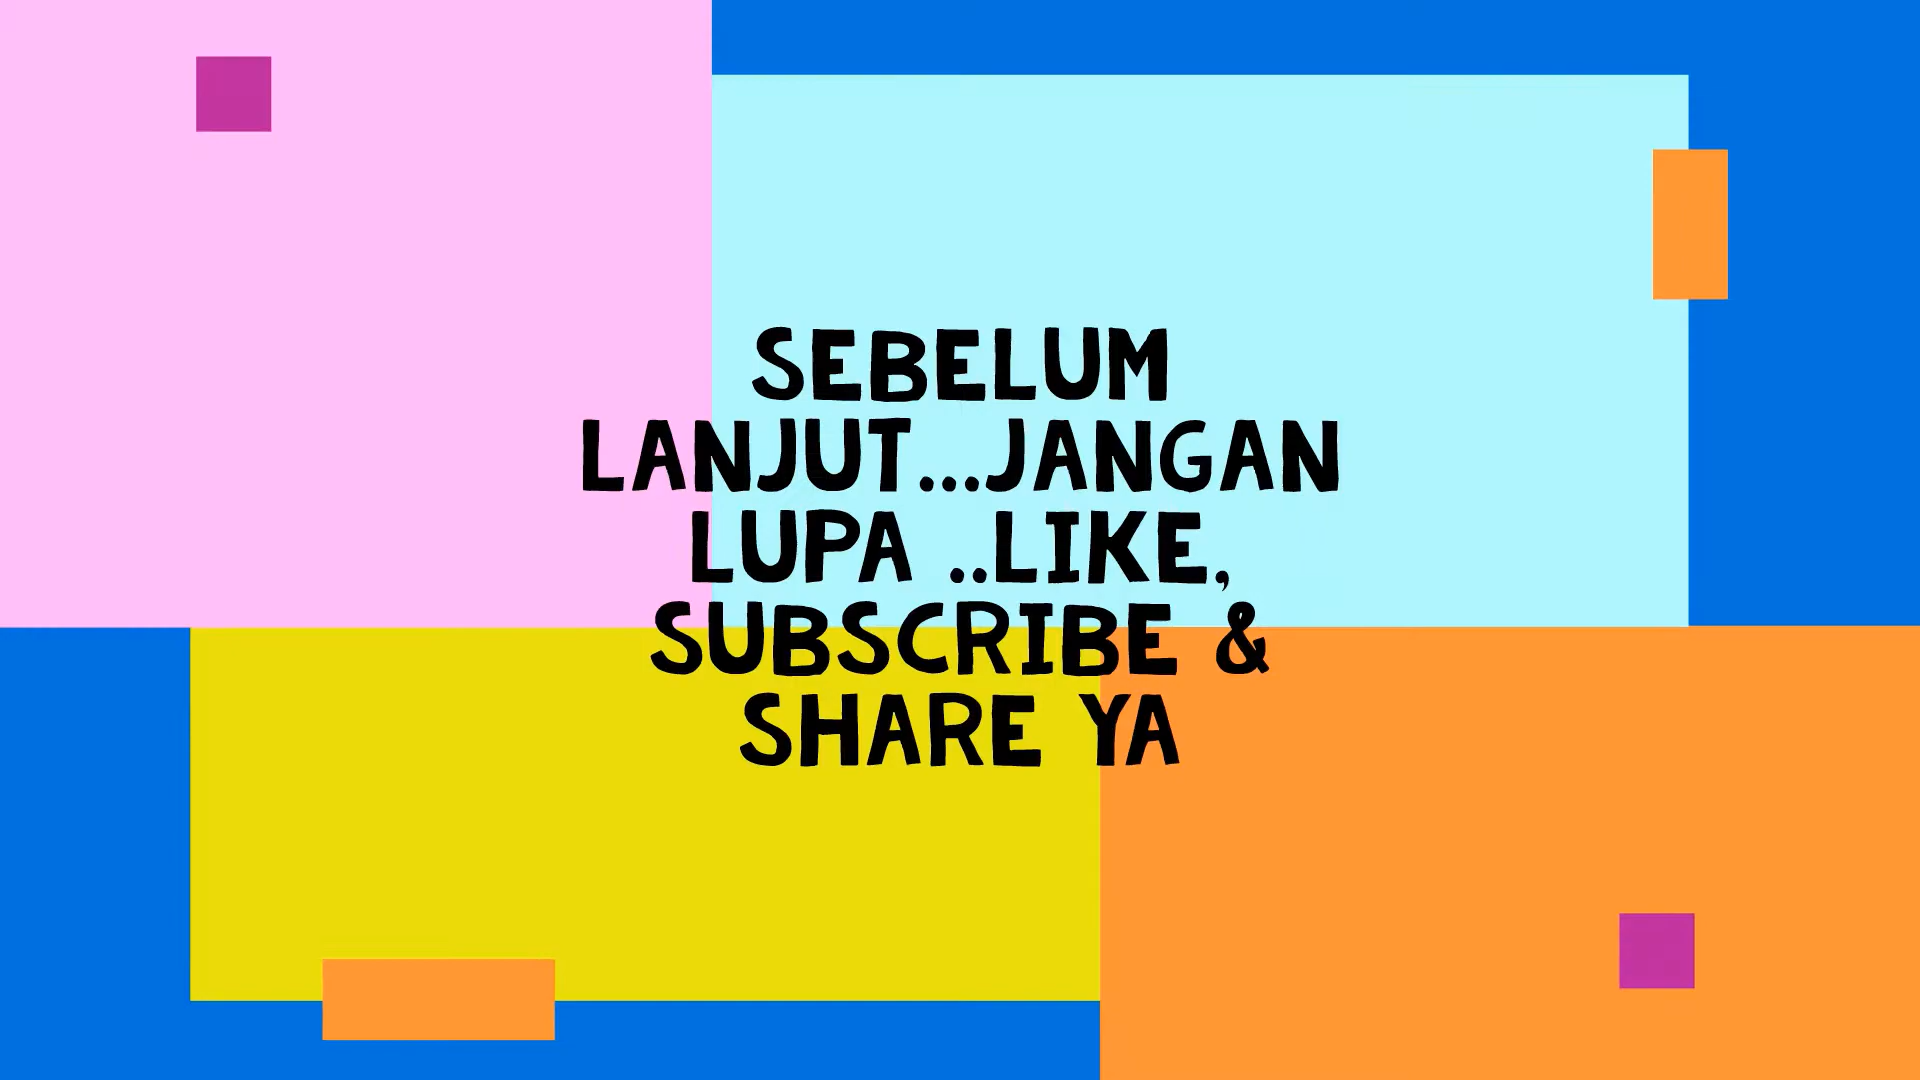 SEBELUM
LANJUT...JANGAN
LUPA ..LIKE,
SUBSCRIBE &
SHARE YA